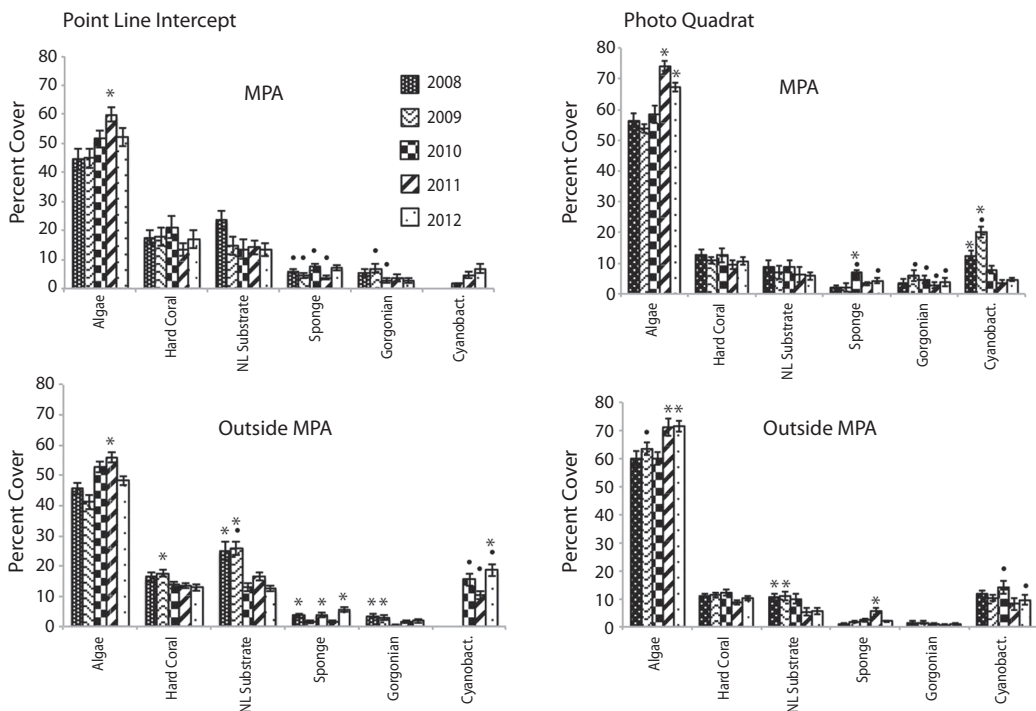 Point Line Intercept
Photo Quadrat
80
70
60
50
40
30
20
10
0
Percent Cover
MPA
*
• • • •
• •
2008
2009
2010
2011
2012
Algae
Hard Coral
NL Substrate
Sponge
Gorgonian
Cyanobact.
80
70
60
50
40
30
20
10
0
Percent Cover
MPA
* *
* •
•
• • • •
* * •
Algae
Hard Coral
NL Substrate
Sponge
Gorgonian
Cyanobact.
80
70
60
50
40
30
20
10
0
Percent Cover
Outside MPA
*
*
* * •
* * *
**
• • * •
Algae
Hard Coral
NL Substrate
Sponge
Gorgonian
Cyanobact.
80
70
60
50
40
30
20
10
0
Percent Cover
Outside MPA
• **
**
*
• •
Algae
Hard Coral
NL Substrate
Sponge
Gorgonian
Cyanobact.